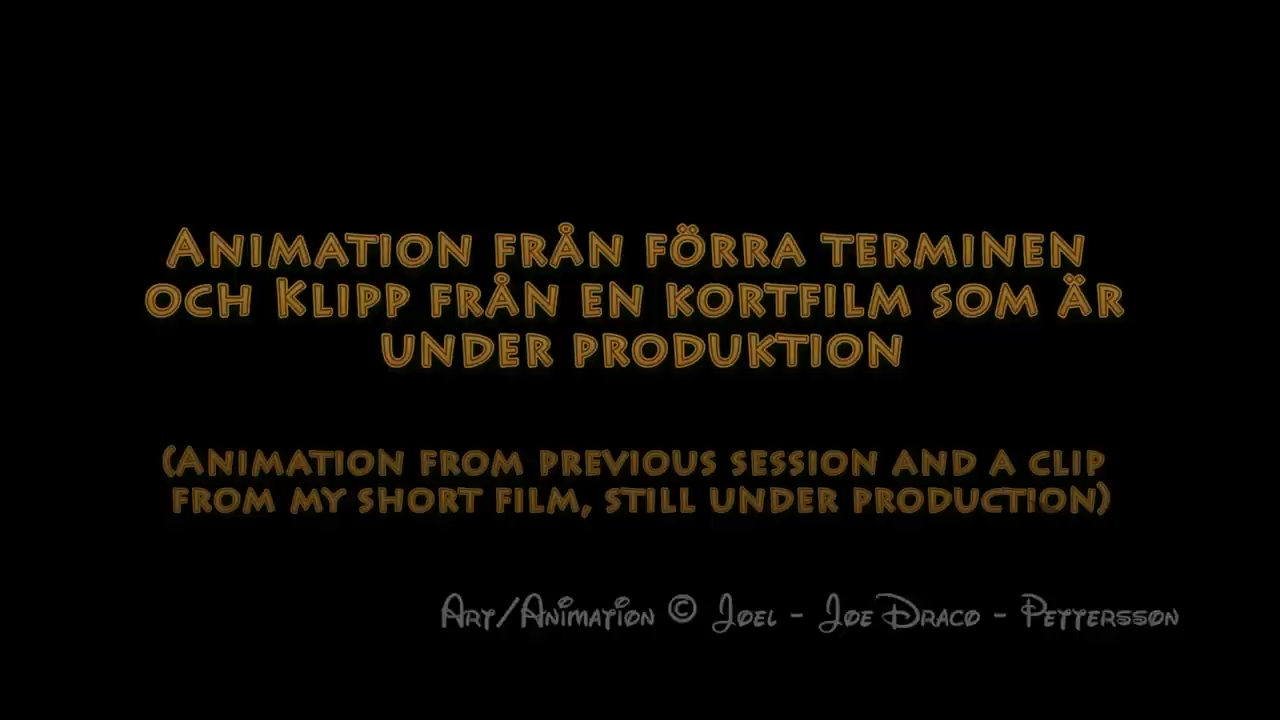 Animation från förra terminen
och Klipp från en kortfilm som är
under produktion
(Animation from previous session and a clip
from my short film, still under production)
Art/Animation © Joel - Joe Draco - Pettersson